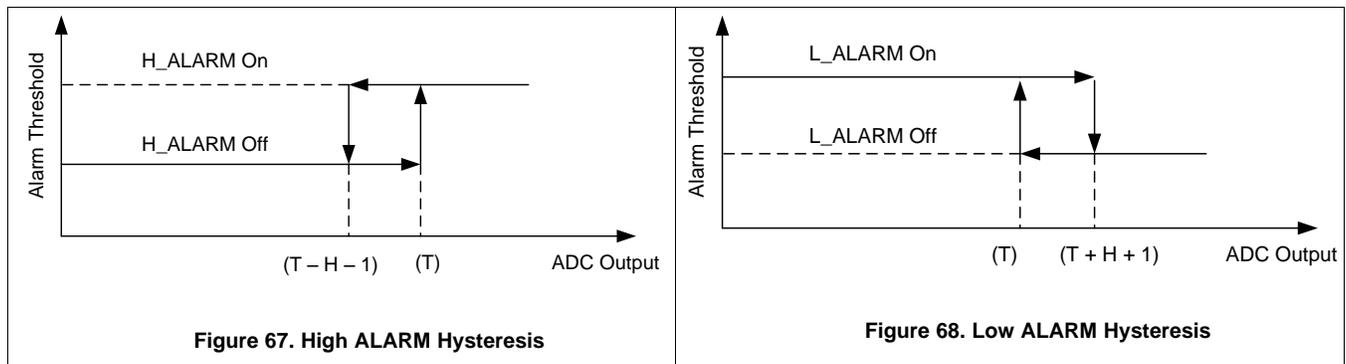 Alarm Threshold
H_ALARM On
H_ALARM Off
(T – H – 1)
(T)
ADC Output
Figure 67. High ALARM Hysteresis
Alarm Threshold
L_ALARM On
L_ALARM Off
(T)
(T + H + 1)
ADC Output
Figure 68. Low ALARM Hysteresis